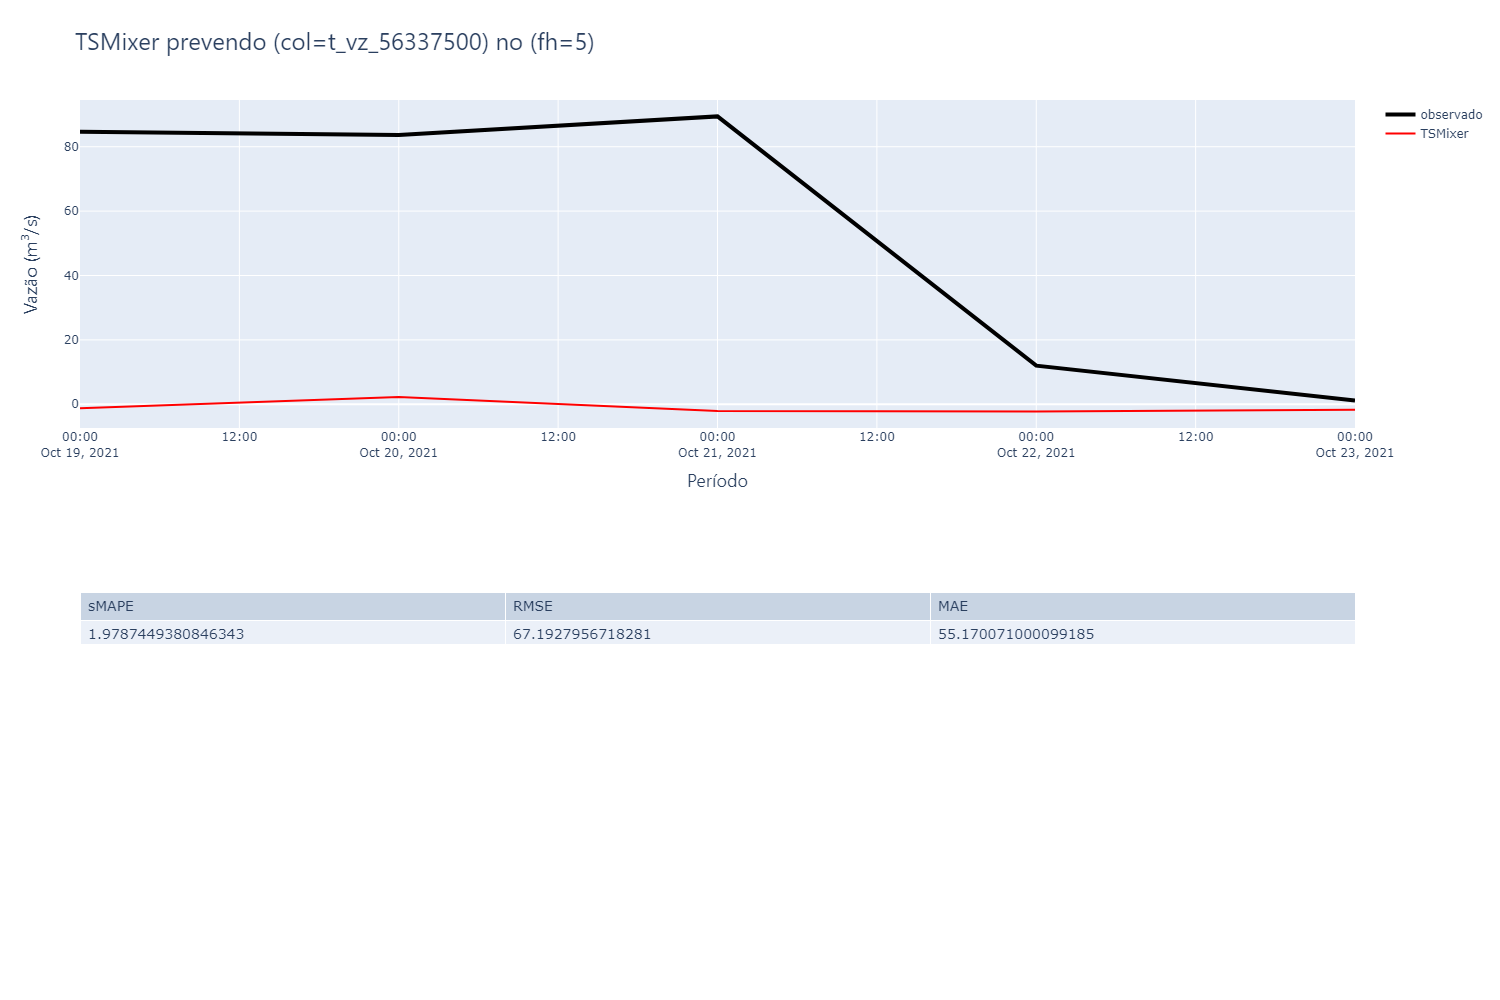 TSMixer prevendo (col=t_vz_56337500) no (fh=5)
observado
TSMixer
Vazão (m³/s)
80
60
40
20
0
00:00 12:00 00:00 12:00 00:00 12:00 00:00 12:00 00:00
Oct 19, 2021 Oct 20, 2021 Oct 21, 2021 Oct 22, 2021 Oct 23, 2021
Período
sMAPE RMSE MAE
1.9787449380846343 67.1927956718281 55.170071000099185